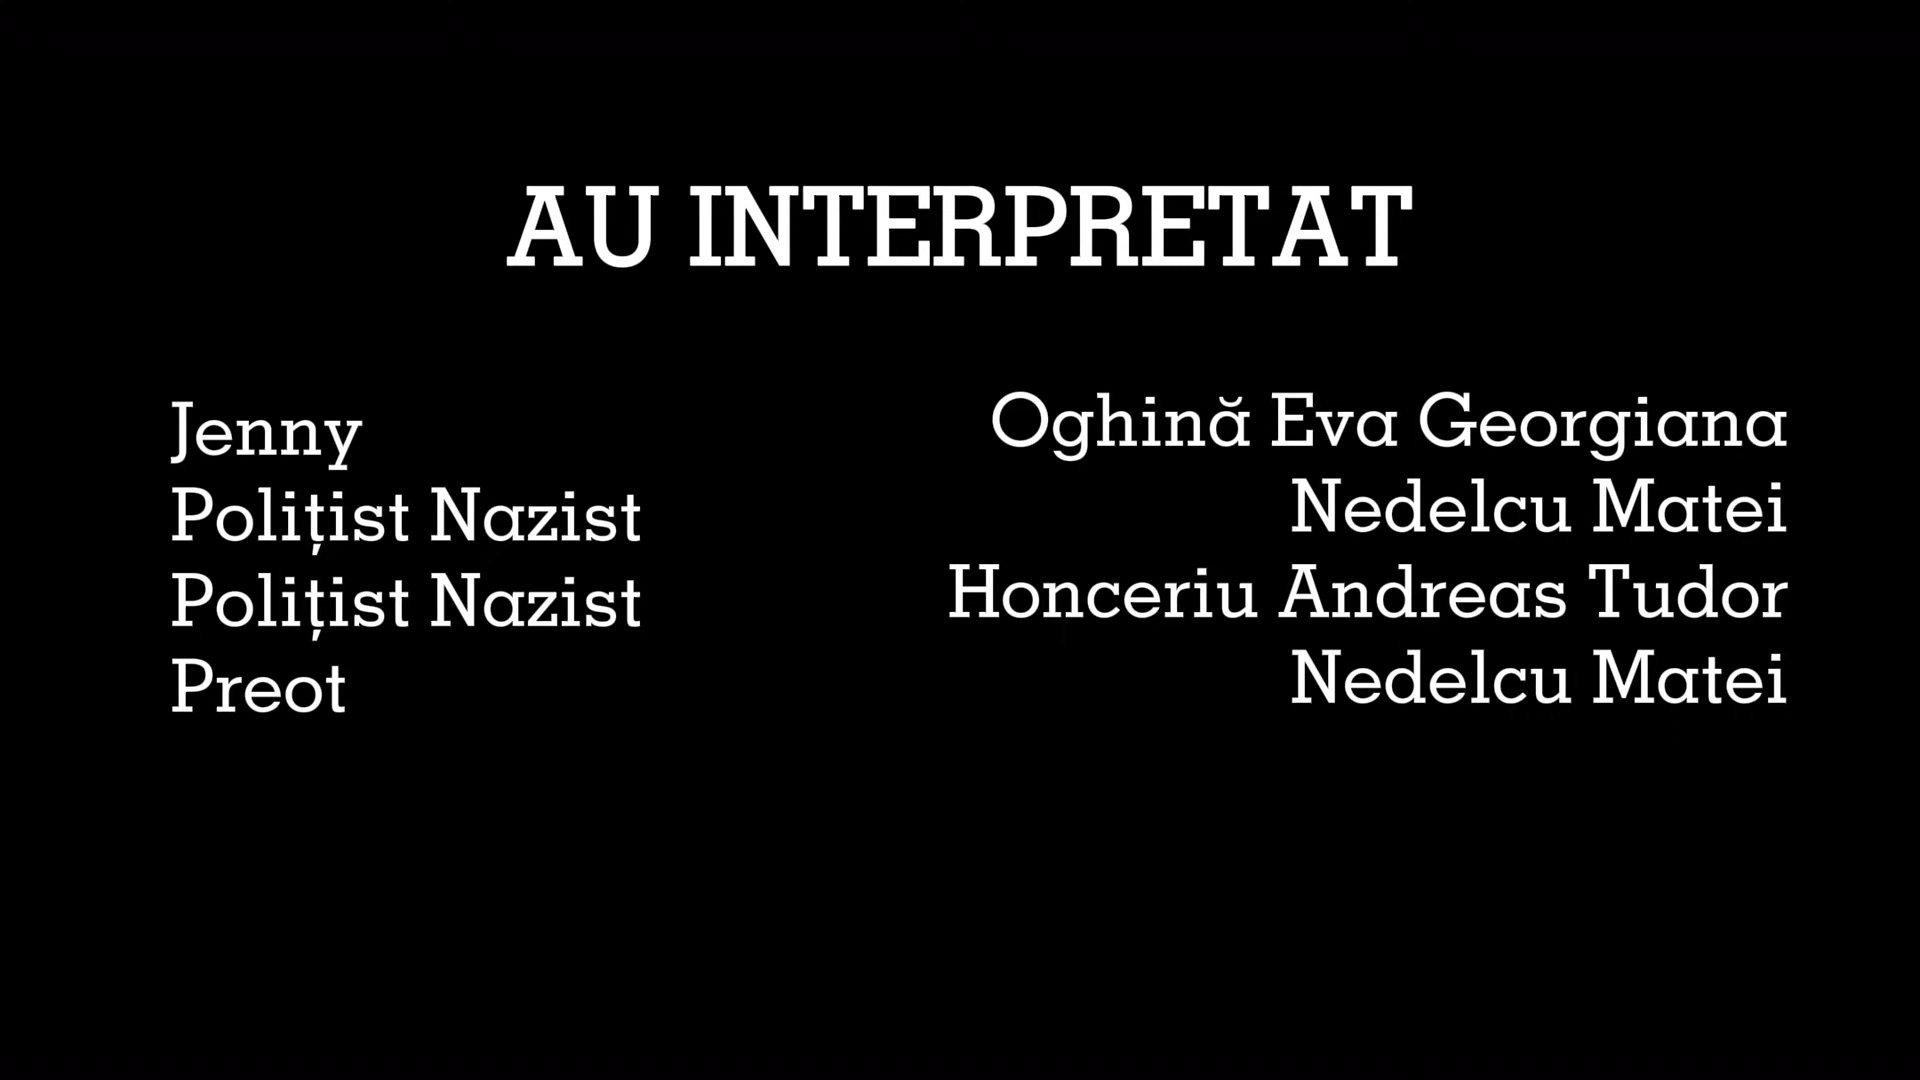 AU INTERPRETAT
Jenny Oghină Eva Georgiana
Polițist Nazist Nedelcu Matei
Polițist Nazist Honceriu Andreas Tudor
Preot Nedelcu Matei